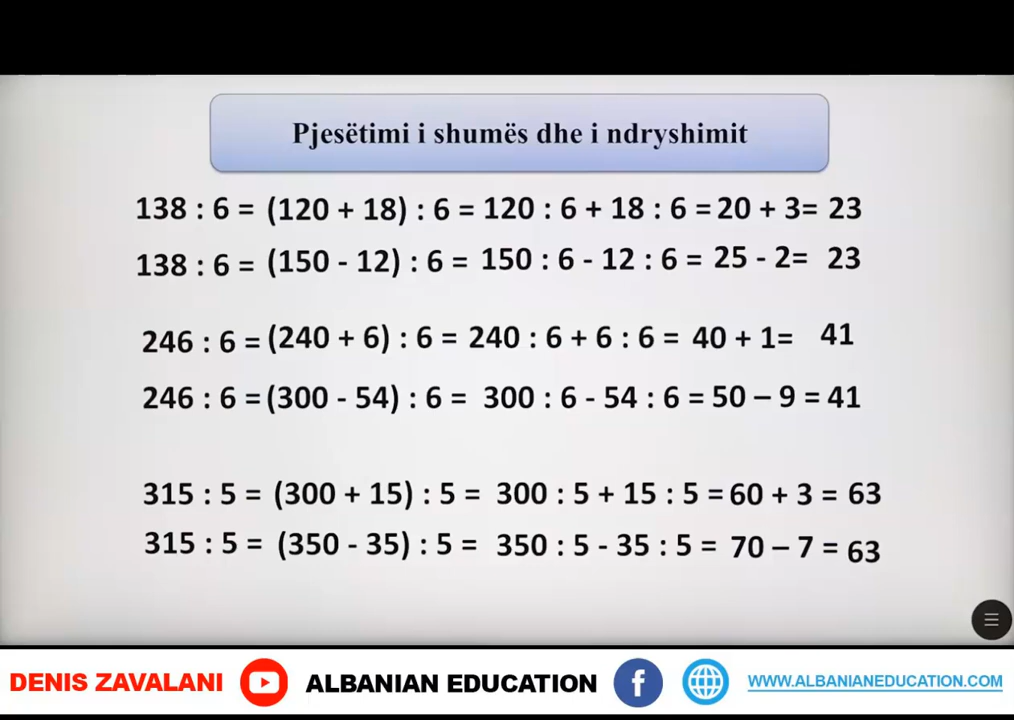 Pjesëtimi i shumës dhe i ndryshimit
138 : 6 = (120 + 18) : 6 = 120 : 6 + 18 : 6 = 20 + 3= 23
138 : 6 = (150 - 12) : 6 = 150 : 6 - 12 : 6 = 25 - 2= 23
246 : 6 = (240 + 6) : 6 = 240 : 6 + 6 : 6 = 40 + 1= 41
246 : 6 = (300 - 54) : 6 = 300 : 6 - 54 : 6 = 50 – 9 = 41
315 : 5 = (300 + 15) : 5 = 300 : 5 + 15 : 5 = 60 + 3 = 63
315 : 5 = (350 - 35) : 5 = 350 : 5 - 35 : 5 = 70 – 7 = 63
DENIS ZAVALANI ALBANIAN EDUCATION f WWW.ALBANIANEDUCATION.COM